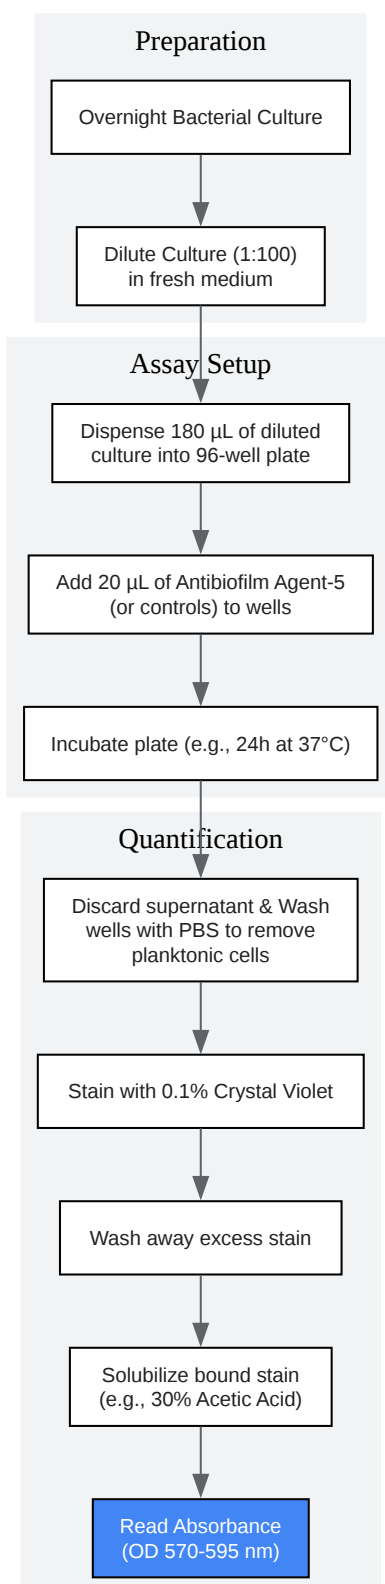 Preparation
Overnight Bacterial Culture
Dilute Culture (1:100)
in fresh medium
Assay Setup
Dispense 180 µL of diluted
culture into 96-well plate
Add 20 µL of Antibiofilm Agent-5
(or controls) to wells
Incubate plate (e.g., 24h at 37°C)
Quantification
Discard supernatant & Wash
wells with PBS to remove
planktonic cells
Stain with 0.1% Crystal Violet
Wash away excess stain
Solubilize bound stain
(e.g., 30% Acetic Acid)
Read Absorbance
(OD 570-595 nm)